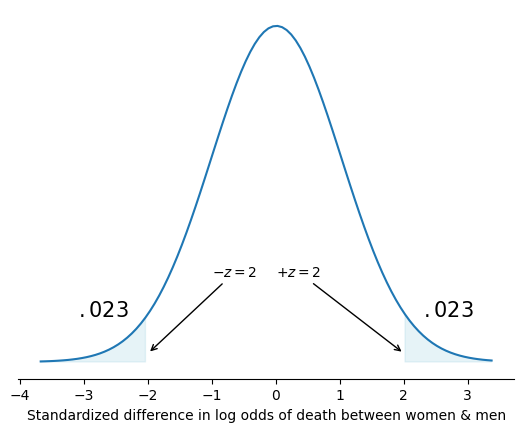 −z = 2
+z = 2
.023
.023
−4 −3 −2 −1 0 1 2 3
Standardized difference in log odds of death between women & men